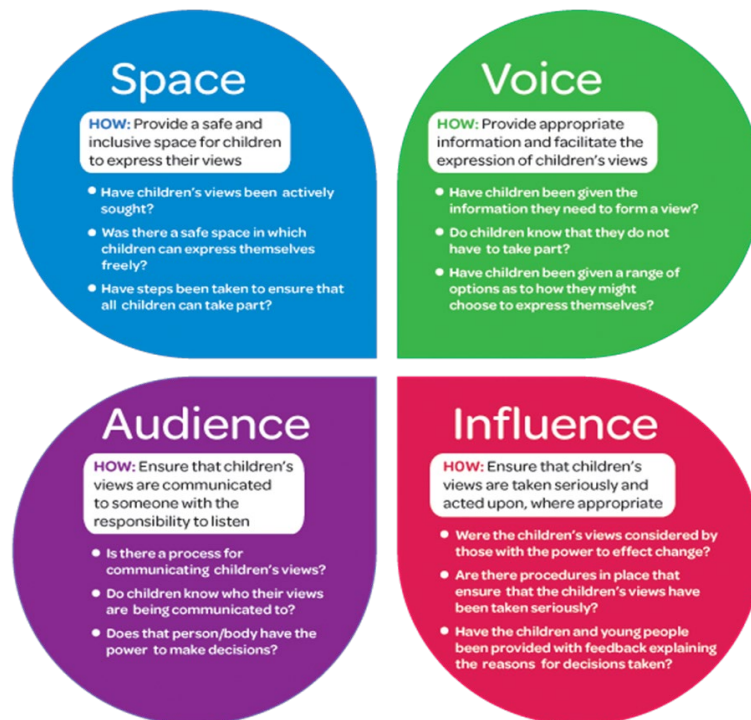 Space
HOW: Provide a safe and
inclusive space for children
to express their views
Have children's views been actively
sought?
Was there a safe space in which
children can express themselves
freely?
Have steps been taken to ensure that
all children can take part?
Voice
HOW: Provide appropriate
information and facilitate the
expression of children's views
Have children been given the
information they need to form a view?
Do children know that they do not
have to take part?
Have children been given a range of
options as to how they might
choose to express themselves?
Audience
HOW: Ensure that children's
views are communicated
to someone with the
responsibility to listen
Is there a process for
communicating children's views?
Do children know who their views
are being communicated to?
Does that person/body have the
power to make decisions?
Influence
HOW: Ensure that children's
views are taken seriously and
acted upon, where appropriate
Were the children's views considered by
those with the power to effect change?
Are there procedures in place that
ensure that the children's views have
been taken seriously?
Have the children and young people
been provided with feedback explaining
the reasons for decisions taken?